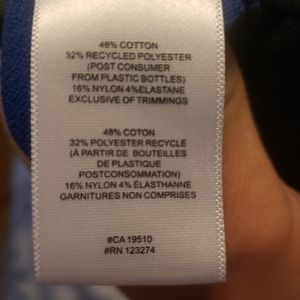 48% COTTON
32% RECYCLED POLYESTER
(POST CONSUMER
FROM PLASTIC BOTTLES)
16% NYLON 4%ELASTANE
EXCLUSIVE OF TRIMMINGS
48% COTON
32% POLYESTER RECYCLÉ
(À PARTIR DE BOUTEILLES
DE PLASTIQUE
POSTCONSOMMATION)
16% NYLON 4% ÉLASTHANNE
GARNITURES NON COMPRISES
#CA 19510
#RN 123274